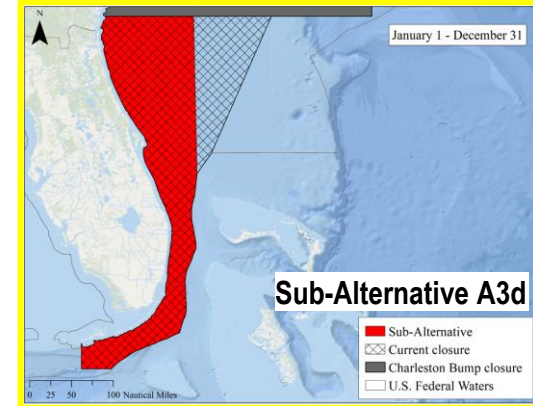 N
January 1 - December 31
Sub-Alternative A3d
Sub-Alternative
Current closure
Charleston Bump closure
U.S. Federal Waters
0 25 50 100 Nautical Miles